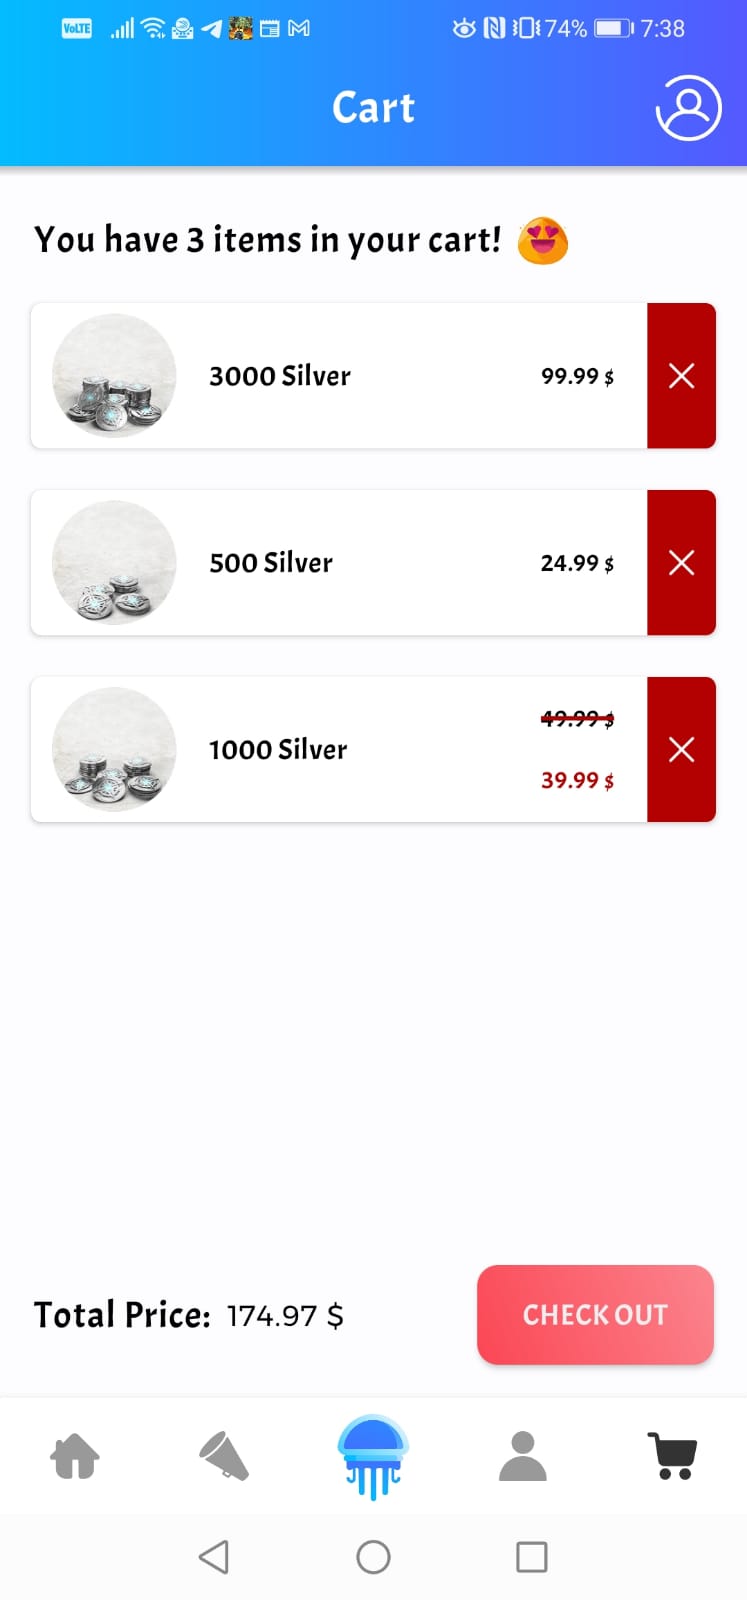 VoLTE 74% 7:38
Cart
You have 3 items in your cart!
3000 Silver 99.99 $
500 Silver 24.99 $
49.99 $
1000 Silver
39.99 $
Total Price: 174.97 $ CHECK OUT